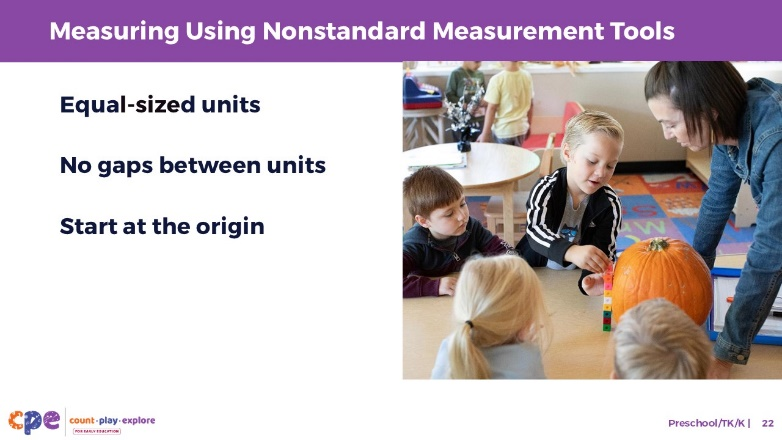 Measuring Using Nonstandard Measurement Tools
Equal-sized units
No gaps between units
Start at the origin
cpe
count·play·explore
FOR EARLY EDUCATION
Preschool/TK/K | 22